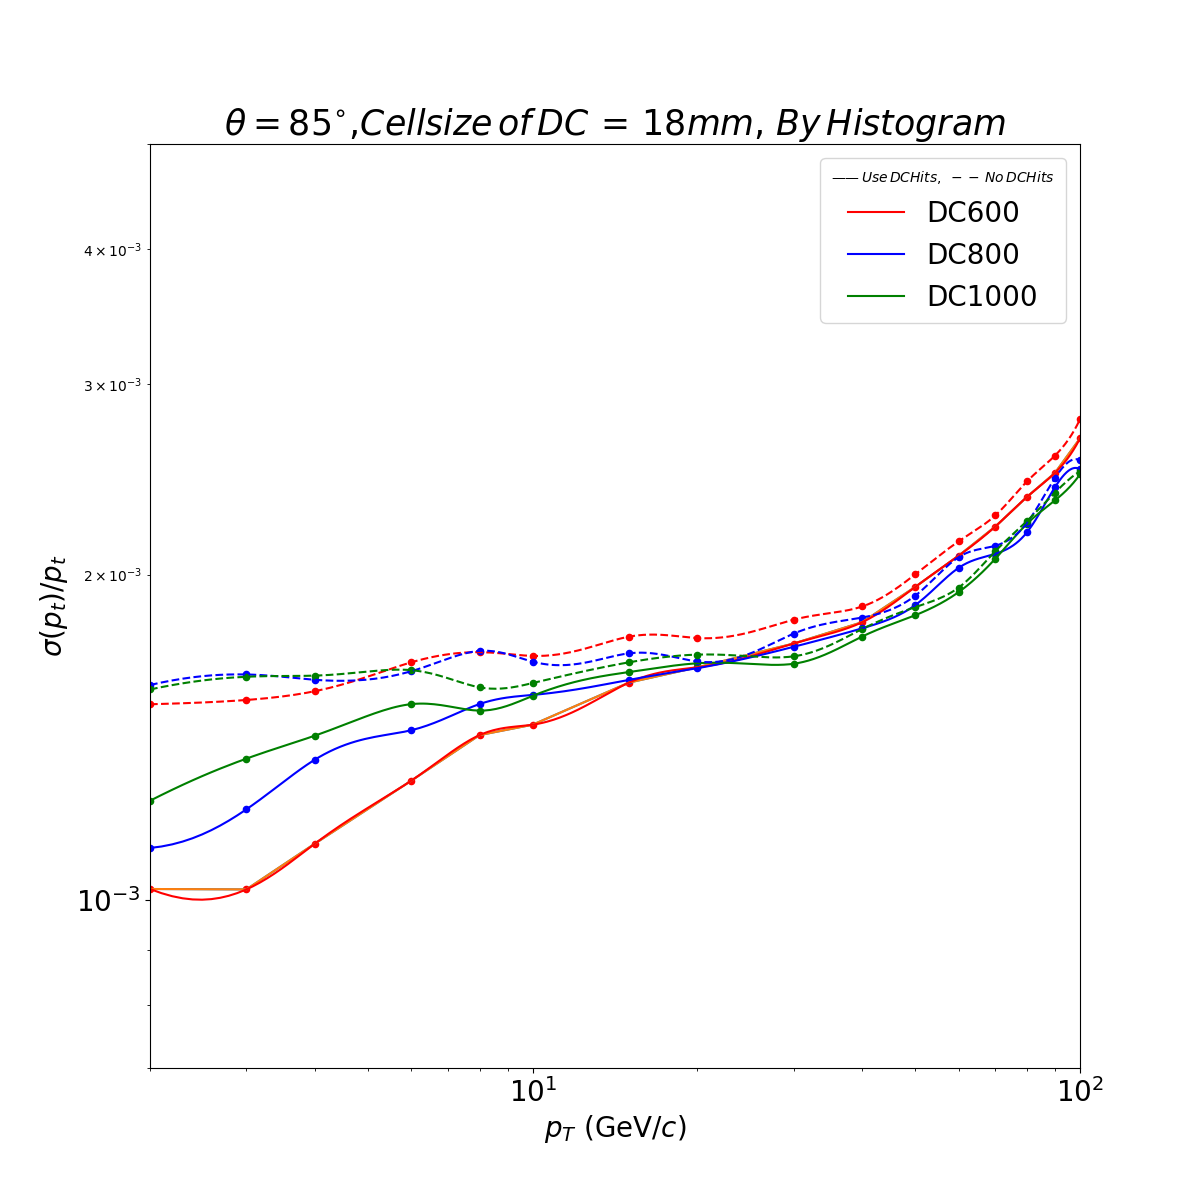 θ = 85°,Cellsize of DC = 18mm, By Histogram
—— Use DCHits, – – No DCHits
DC600
DC800
DC1000
4 × 10⁻³
3 × 10⁻³
2 × 10⁻³
10⁻³
σ(pₜ)/pₜ
10¹
10²
p_T (GeV/c)